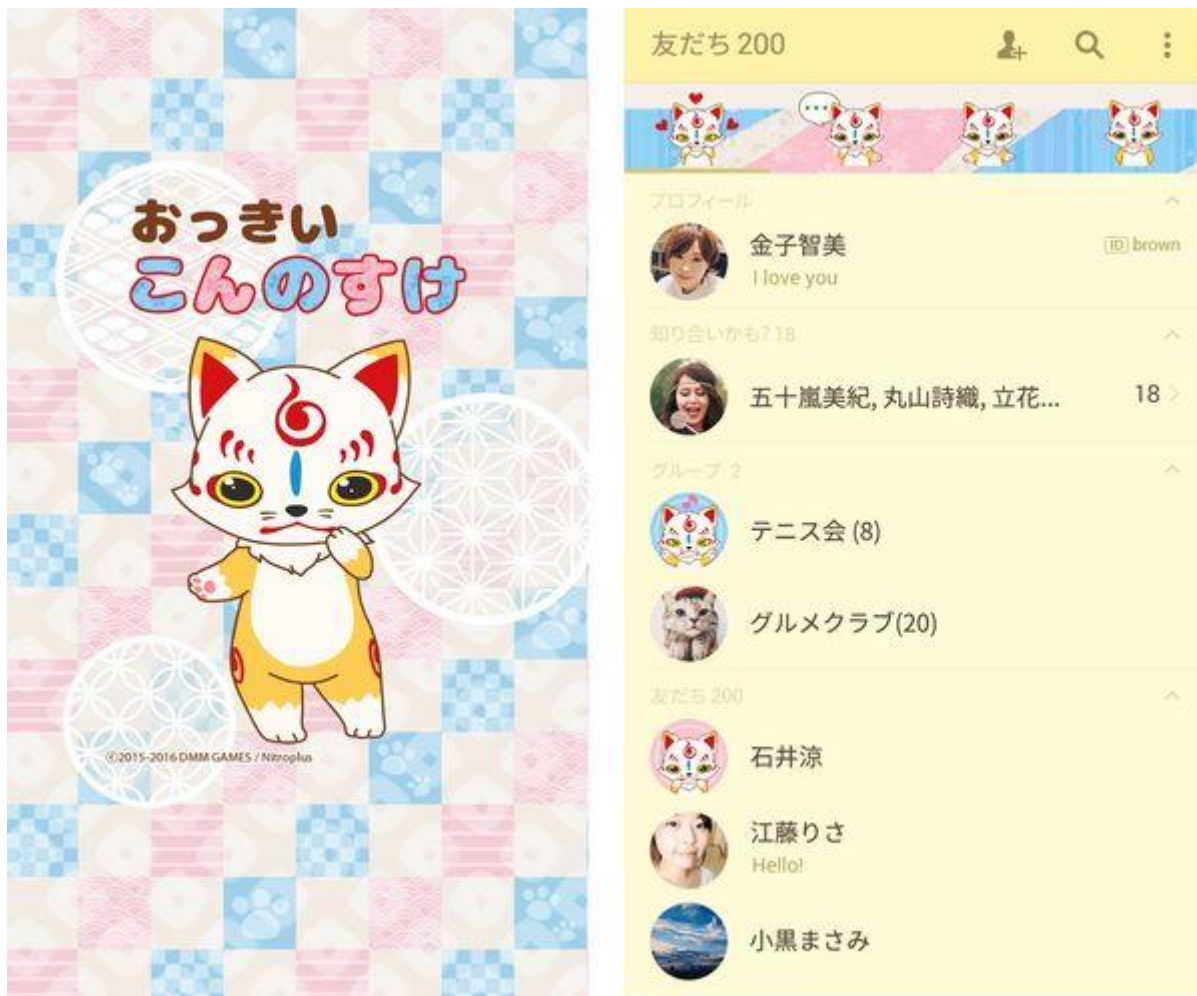 おっきい
こんのすけ
©2015-2016 DMM GAMES / Nitroplus
友だち 200
プロフィール
金子智美
ID brown
I love you
知り合いかも? 18
五十嵐美紀, 丸山詩織, 立花...
18
グループ 2
テニス会 (8)
グルメクラブ(20)
友だち 200
石井涼
江藤りさ
Hello!
小黒まさみ